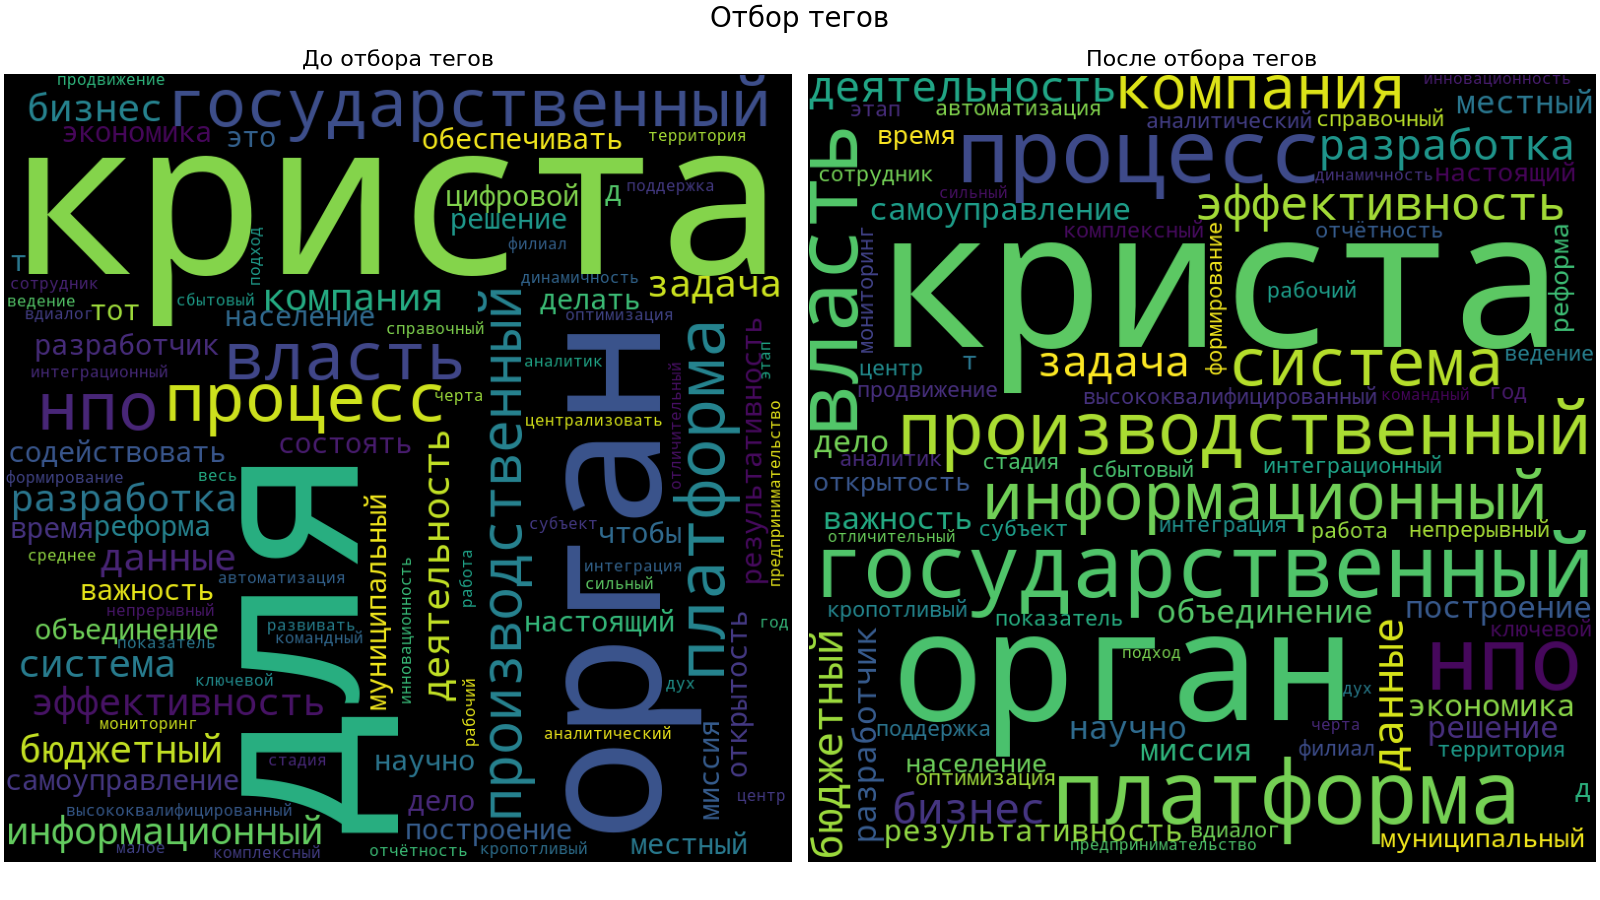 Отбор тегов
До отбора тегов
продвижение
бизнес
государственный
экономика
это
обеспечивать
территория
криста
цифровой
д
поддержка
решение
подход
филиал
т
сотрудник
динамичность
задача
ведение
вдиалог
тот
сбытовый
компания
население
делать
оптимизация
справочный
разработчик
власть
интеграционный
аналитик
этап
нпо
процесс
черта
производственный
орган
платформа
результативность
отличительный
централизовать
предпринимательство
содействовать
состоять
формирование
весь
для
разработка
время
реформа
муниципальный
деятельность
субъект
чтобы
среднее
данные
автоматизация
инновационность
работа
интеграция
сильный
важность
непрерывный
развивать
командный
настоящий
год
объединение
показатель
система
ключевой
дух
эффективность
мониторинг
рабочий
аналитический
миссия
открытость
бюджетный
стадия
научно
самоуправление
дело
центр
высококвалифицированный
информационный
построение
малое
комплексный
отчётность
кропотливый
местный
После отбора тегов
деятельность
компания
инновационность
этап
автоматизация
местный
аналитический
справочный
время
процесс
разработка
власть
сотрудник
динамичность
настоящий
сильный
самоуправление
эффективность
комплексный
отчётность
мониторинг
криста
формирование
рабочий
реформа
центр
т
задача
система
ведение
продвижение
высококвалифицированный
командный
год
производственный
дело
аналитик
стадия
сбытовый
интеграционный
открытость
информационный
важность
субъект
интеграция
работа
непрерывный
отличительный
государственный
кропотливый
показатель
объединение
построение
бюджетный
разработчик
орган
подход
данные
ключевой
нпо
дух
экономика
поддержка
научно
черта
решение
миссия
филиал
территория
население
оптимизация
платформа
бизнес
д
результативность
вдиалог
муниципальный
предпринимательство